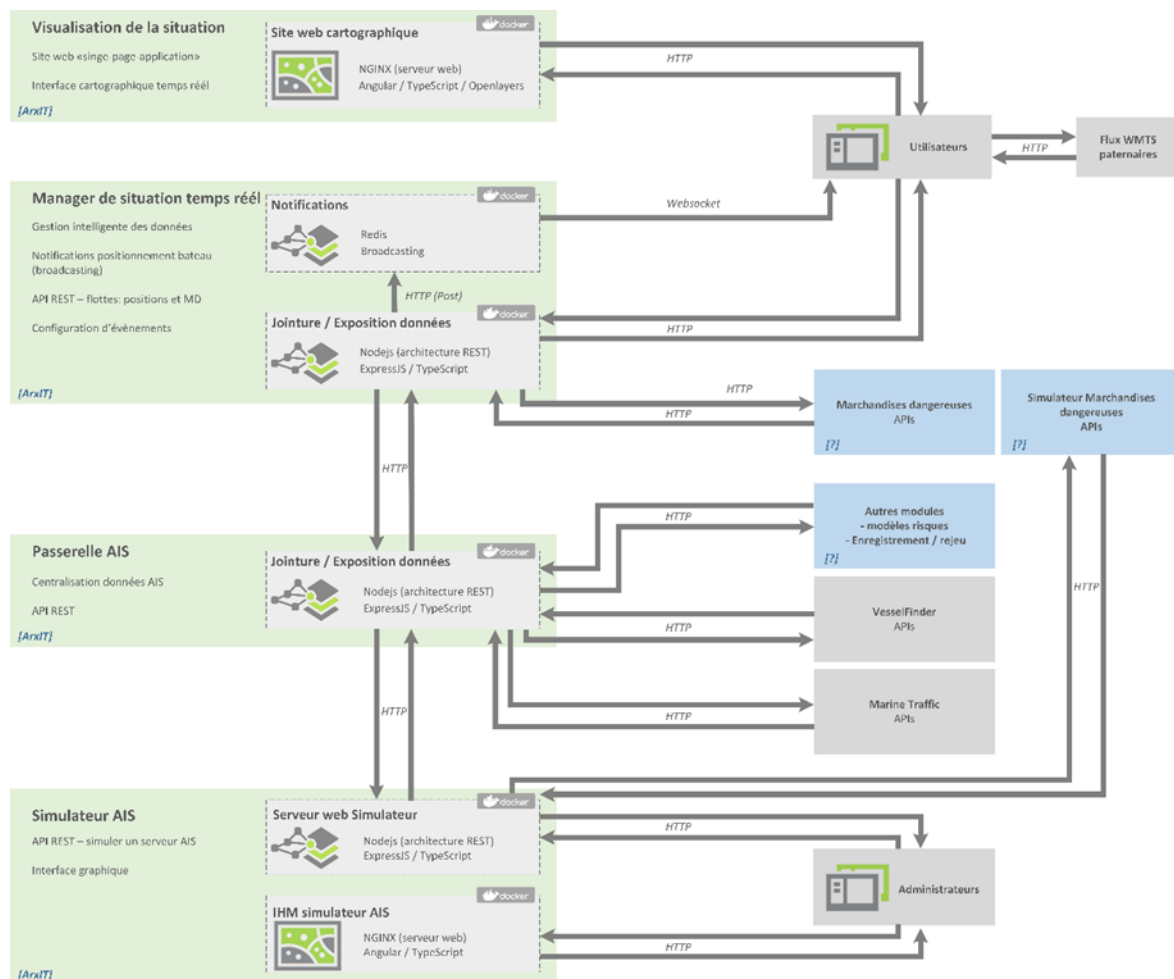 Visualisation de la situation
Site web «singe page application»
Interface cartographique temps réel
[ArxIT]
docker
Site web cartographique
NGINX (serveur web)
Angular / TypeScript / Openlayers
HTTP
Utilisateurs
HTTP
Flux WMTS
paternaires
Manager de situation temps réél
Gestion intelligente des données
Notifications positionnement bateau
(broadcasting)
API REST – flottes: positions et MD
Configuration d'évènements
[ArxIT]
docker
Notifications
Redis
Broadcasting
Websocket
HTTP (Post)
docker
Jointure / Exposition données
Nodejs (architecture REST)
ExpressJS / TypeScript
HTTP
HTTP
HTTP
Marchandises dangereuses
APIs
[?]
Simulateur Marchandises
dangereuses
APIs
[?]
HTTP
HTTP
Autres modules
- modèles risques
- Enregistrement / rejeu
[?]
Passerelle AIS
Centralisation données AIS
API REST
[ArxIT]
docker
Jointure / Exposition données
Nodejs (architecture REST)
ExpressJS / TypeScript
HTTP
VesselFinder
APIs
HTTP
HTTP
Marine Traffic
APIs
HTTP
HTTP
Simulateur AIS
API REST – simuler un serveur AIS
Interface graphique
[ArxIT]
docker
Serveur web Simulateur
Nodejs (architecture REST)
ExpressJS / TypeScript
HTTP
Administrateurs
docker
IHM simulateur AIS
NGINX (serveur web)
Angular / TypeScript
HTTP